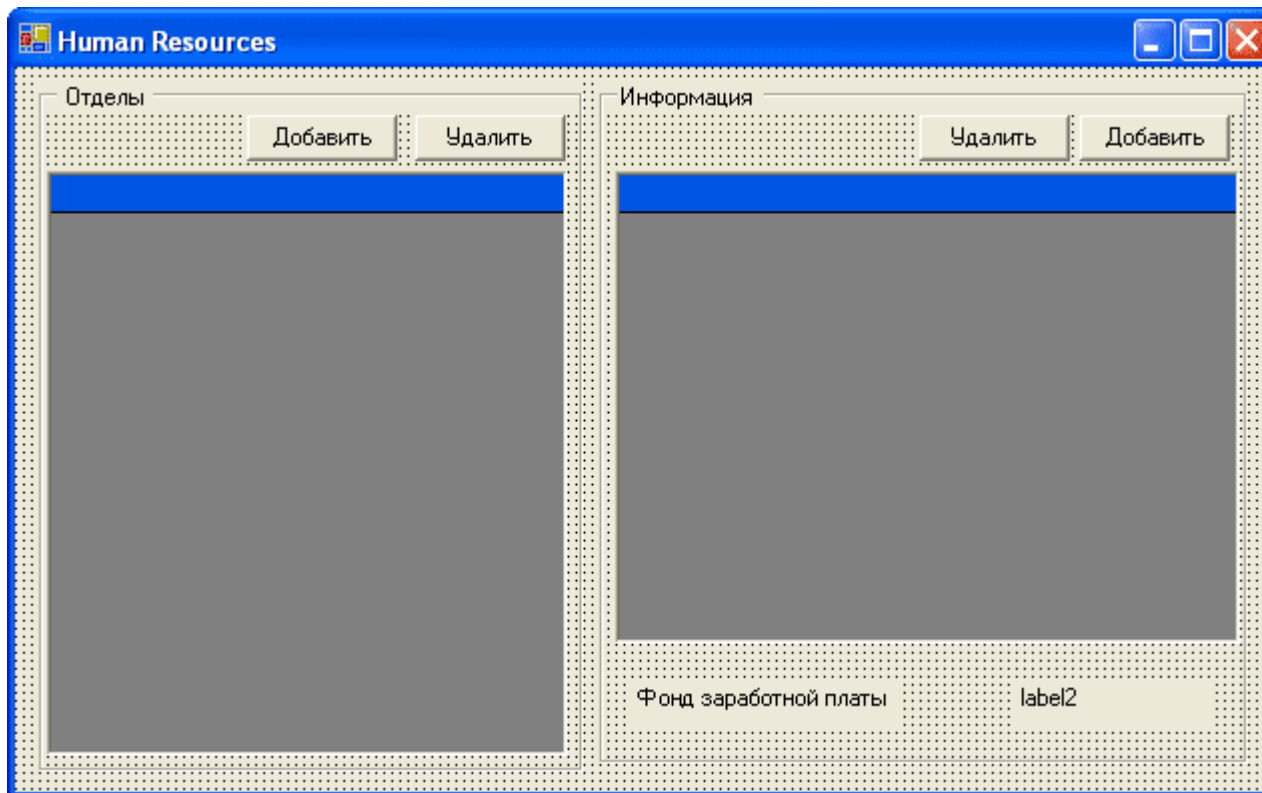 Human Resources
Отделы
Добавить Удалить
Информация
Удалить Добавить
Фонд заработной платы label2